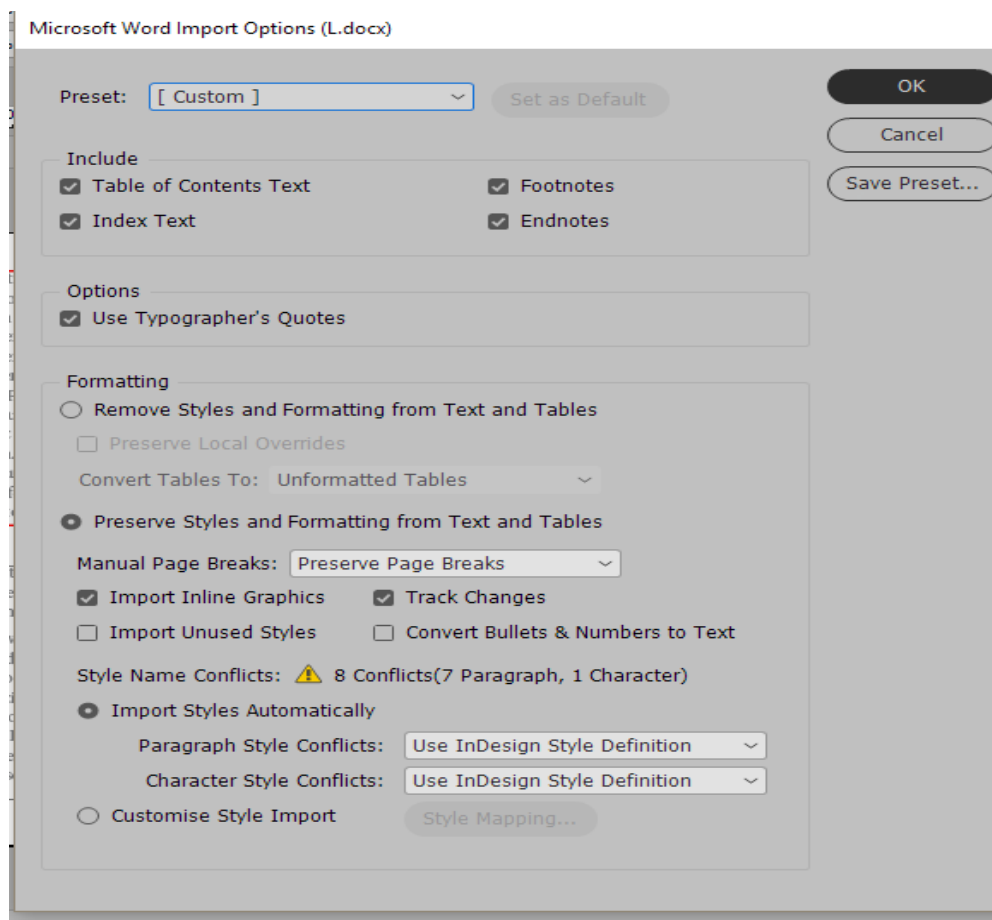 Microsoft Word Import Options (L.docx)
Preset: [ Custom ] Set as Default
OK
Cancel
Save Preset...
Include
Table of Contents Text Footnotes
Index Text Endnotes
Options
Use Typographer's Quotes
Formatting
Remove Styles and Formatting from Text and Tables
Preserve Local Overrides
Convert Tables To: Unformatted Tables
Preserve Styles and Formatting from Text and Tables
Manual Page Breaks: Preserve Page Breaks
Import Inline Graphics Track Changes
Import Unused Styles Convert Bullets & Numbers to Text
Style Name Conflicts: 8 Conflicts(7 Paragraph, 1 Character)
Import Styles Automatically
Paragraph Style Conflicts: Use InDesign Style Definition
Character Style Conflicts: Use InDesign Style Definition
Customise Style Import Style Mapping...